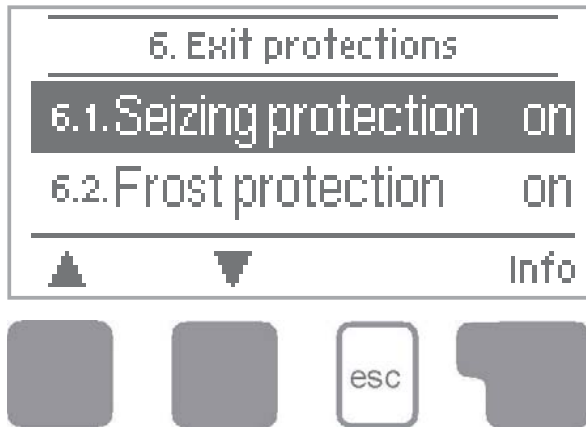 6. Exit protections
6.1. Seizing protection on
6.2. Frost protection on
Info
esc